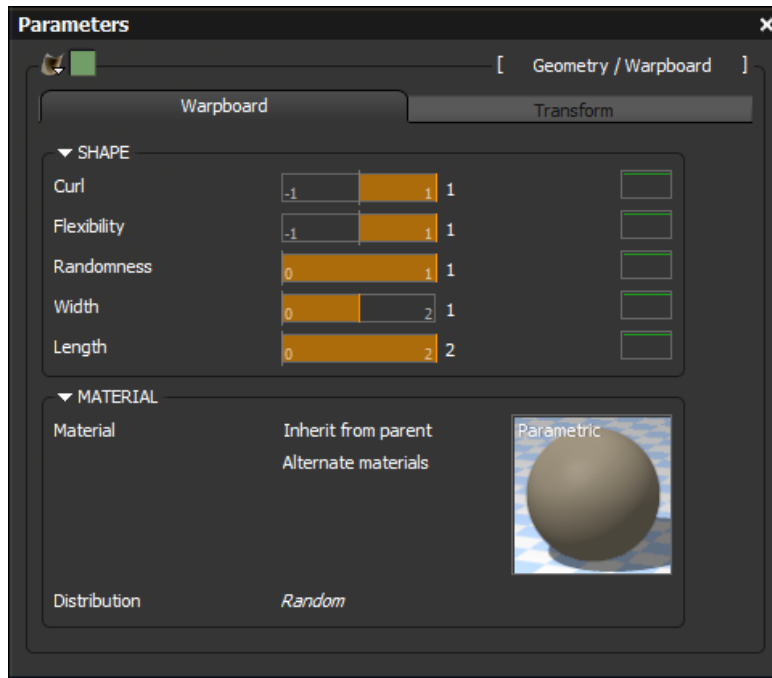 Parameters
[ Geometry / Warpboard ]
Warpboard Transform
SHAPE
Curl -1 1 1
Flexibility -1 1 1
Randomness 0 1 1
Width 0 2 1
Length 0 2 2
MATERIAL
Material Inherit from parent Parametric
Alternate materials
Distribution Random